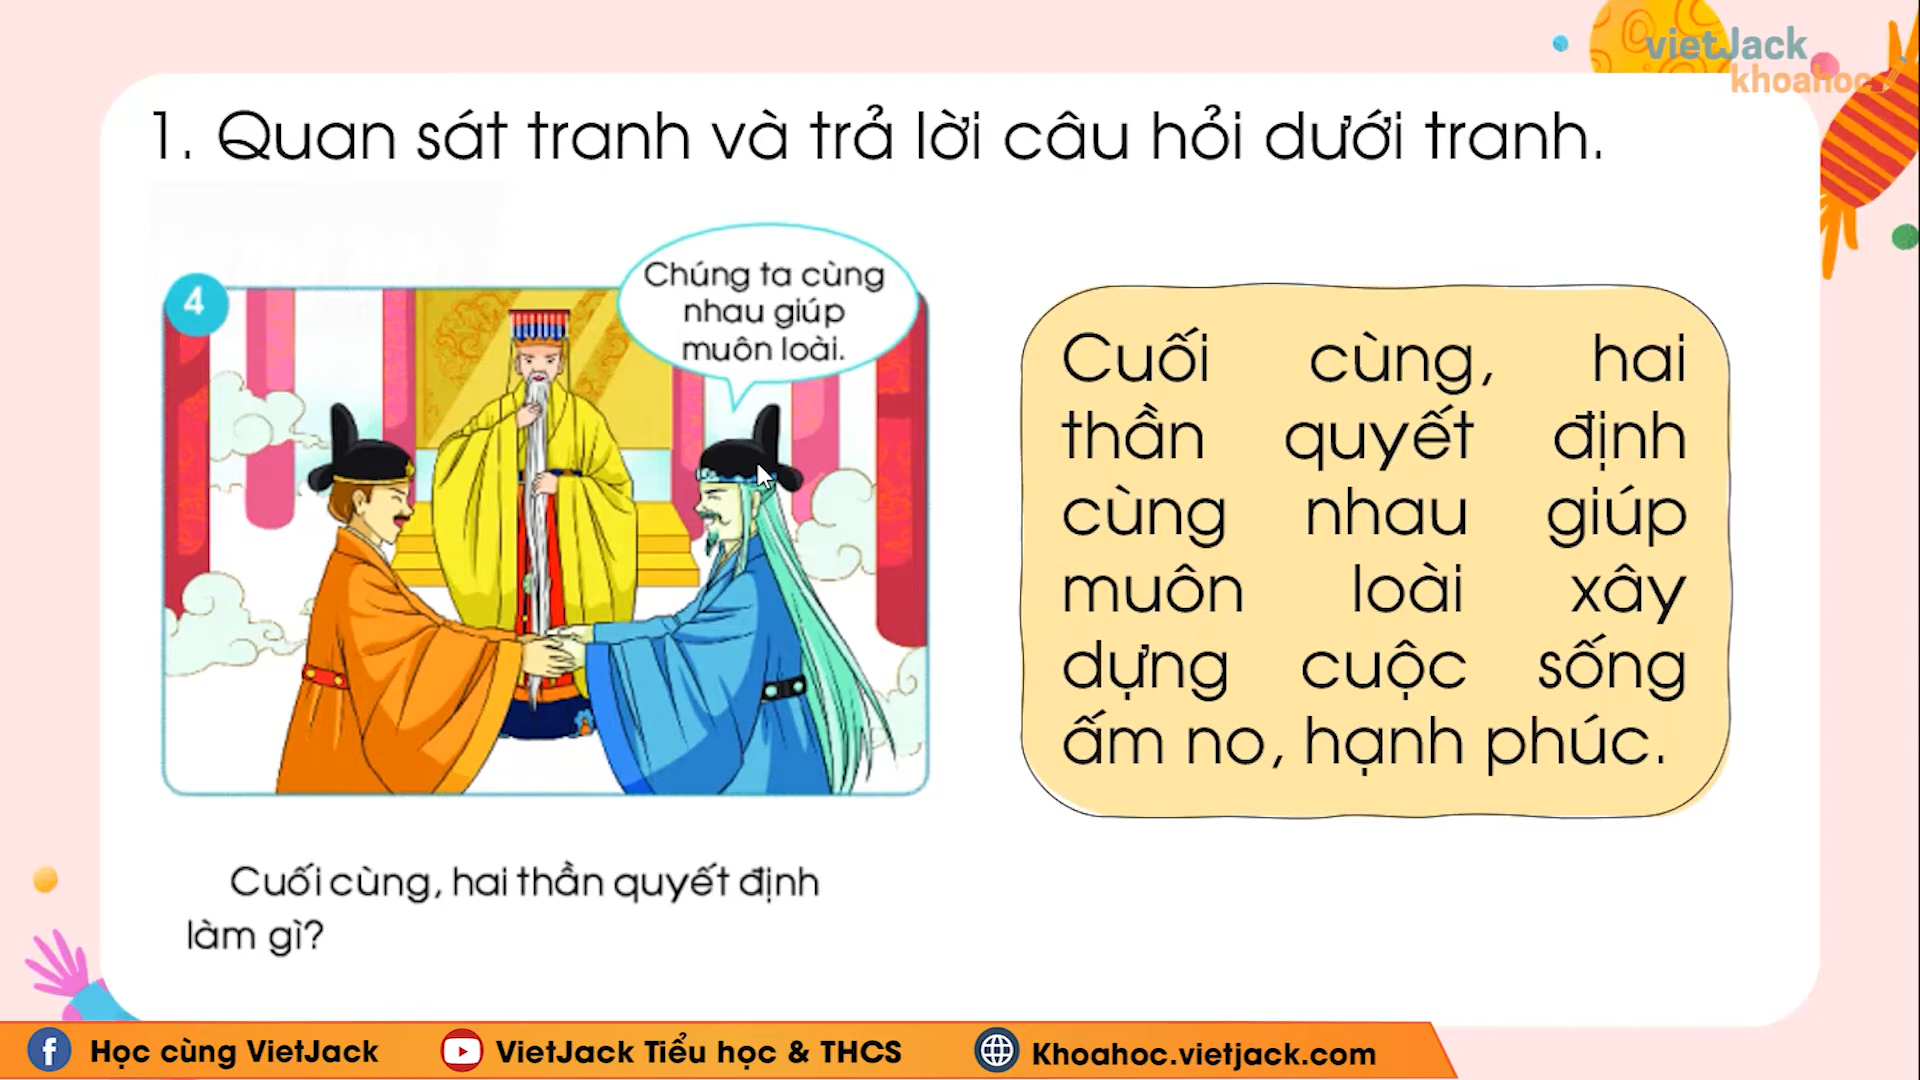 vietJack
khoahoc
1. Quan sát tranh và trả lời câu hỏi dưới tranh.
4
Chúng ta cùng
nhau giúp
muôn loài.
Cuối cùng, hai thần quyết định
làm gì?
Cuối cùng, hai
thần quyết định
cùng nhau giúp
muôn loài xây
dựng cuộc sống
ấm no, hạnh phúc.
Học cùng VietJack
VietJack Tiểu học & THCS
Khoahoc.vietjack.com